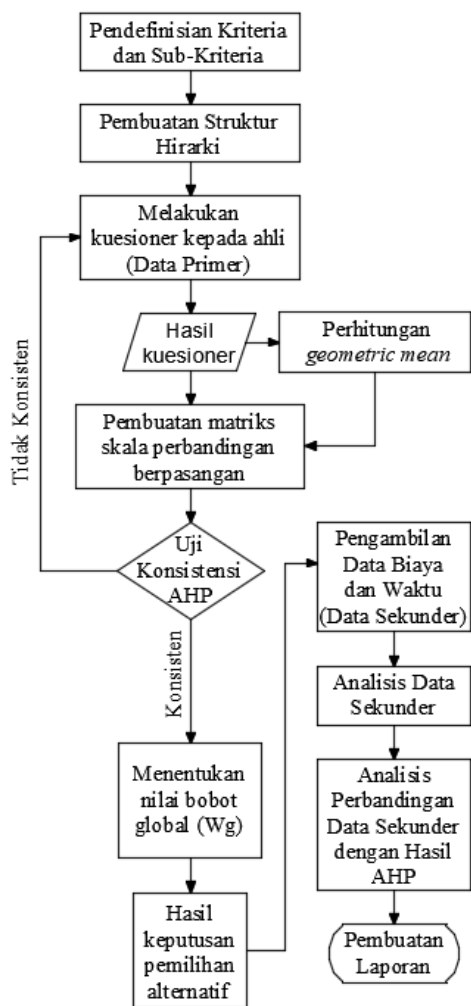 Pendefinisian Kriteria
dan Sub-Kriteria
Pembuatan Struktur
Hirarki
Melakukan
kuesioner kepada ahli
(Data Primer)
Hasil
kuesioner
Perhitungan
geometric mean
Pembuatan matriks
skala perbandingan
berpasangan
Tidak Konsisten
Uji
Konsistensi
AHP
Konsisten
Menentukan
nilai bobot
global (Wg)
Hasil
keputusan
pemilihan
alternatif
Pengambilan
Data Biaya
dan Waktu
(Data Sekunder)
Analisis Data
Sekunder
Analisis
Perbandingan
Data Sekunder
dengan Hasil
AHP
Pembuatan
Laporan